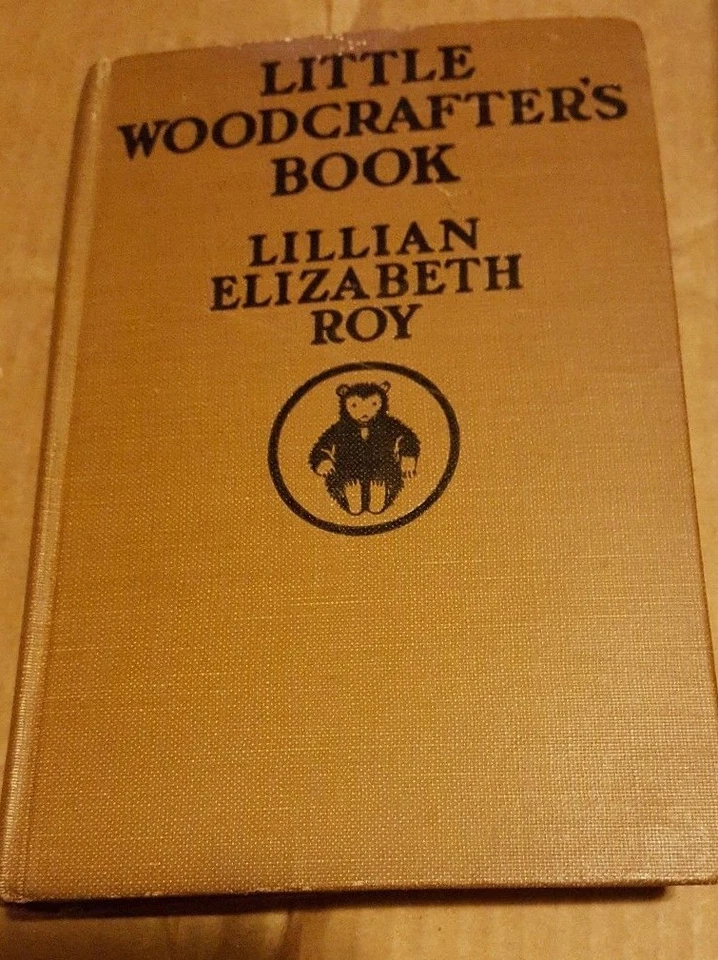 LITTLE
WOODCRAFTER'S
BOOK
LILLIAN
ELIZABETH
ROY